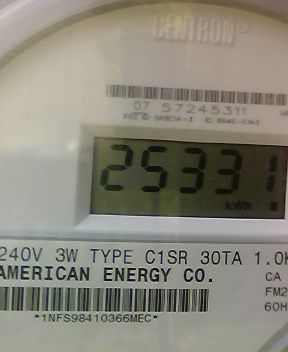 CENTRON
07 57245311
25331
kWh
240V 3W TYPE C1SR 30TA 1.0K
AMERICAN ENERGY CO.
CA
FM2
60H
*1NFS98410366MEC*